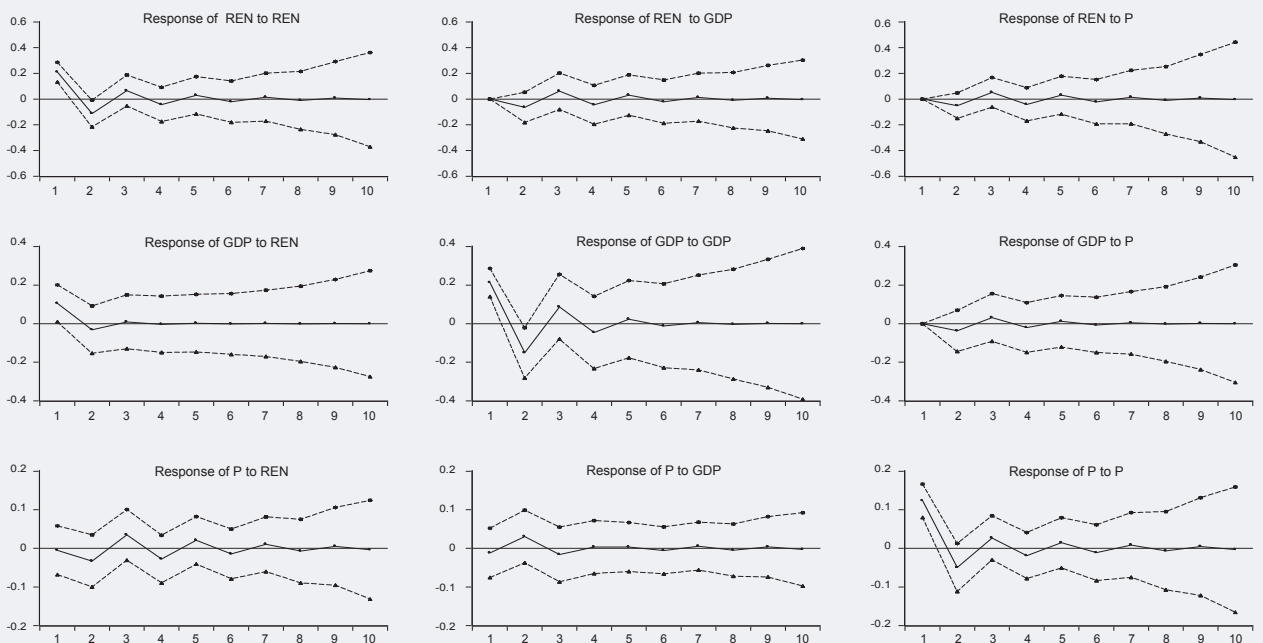 Response of REN to REN
0.6
0.4
0.2
0
-0.2
-0.4
-0.6
1 2 3 4 5 6 7 8 9 10
Response of REN to GDP
0.6
0.4
0.2
0
-0.2
-0.4
-0.6
1 2 3 4 5 6 7 8 9 10
Response of REN to P
0.6
0.4
0.2
0
-0.2
-0.4
-0.6
1 2 3 4 5 6 7 8 9 10
Response of GDP to REN
0.4
0.2
0
-0.2
-0.4
1 2 3 4 5 6 7 8 9 10
Response of GDP to GDP
0.4
0.2
0
-0.2
-0.4
1 2 3 4 5 6 7 8 9 10
Response of GDP to P
0.4
0.2
0
-0.2
-0.4
1 2 3 4 5 6 7 8 9 10
Response of P to REN
0.2
0.1
0
-0.1
-0.2
1 2 3 4 5 6 7 8 9 10
Response of P to GDP
0.2
0.1
0
-0.1
-0.2
1 2 3 4 5 6 7 8 9 10
Response of P to P
0.2
0.1
0
-0.1
-0.2
1 2 3 4 5 6 7 8 9 10